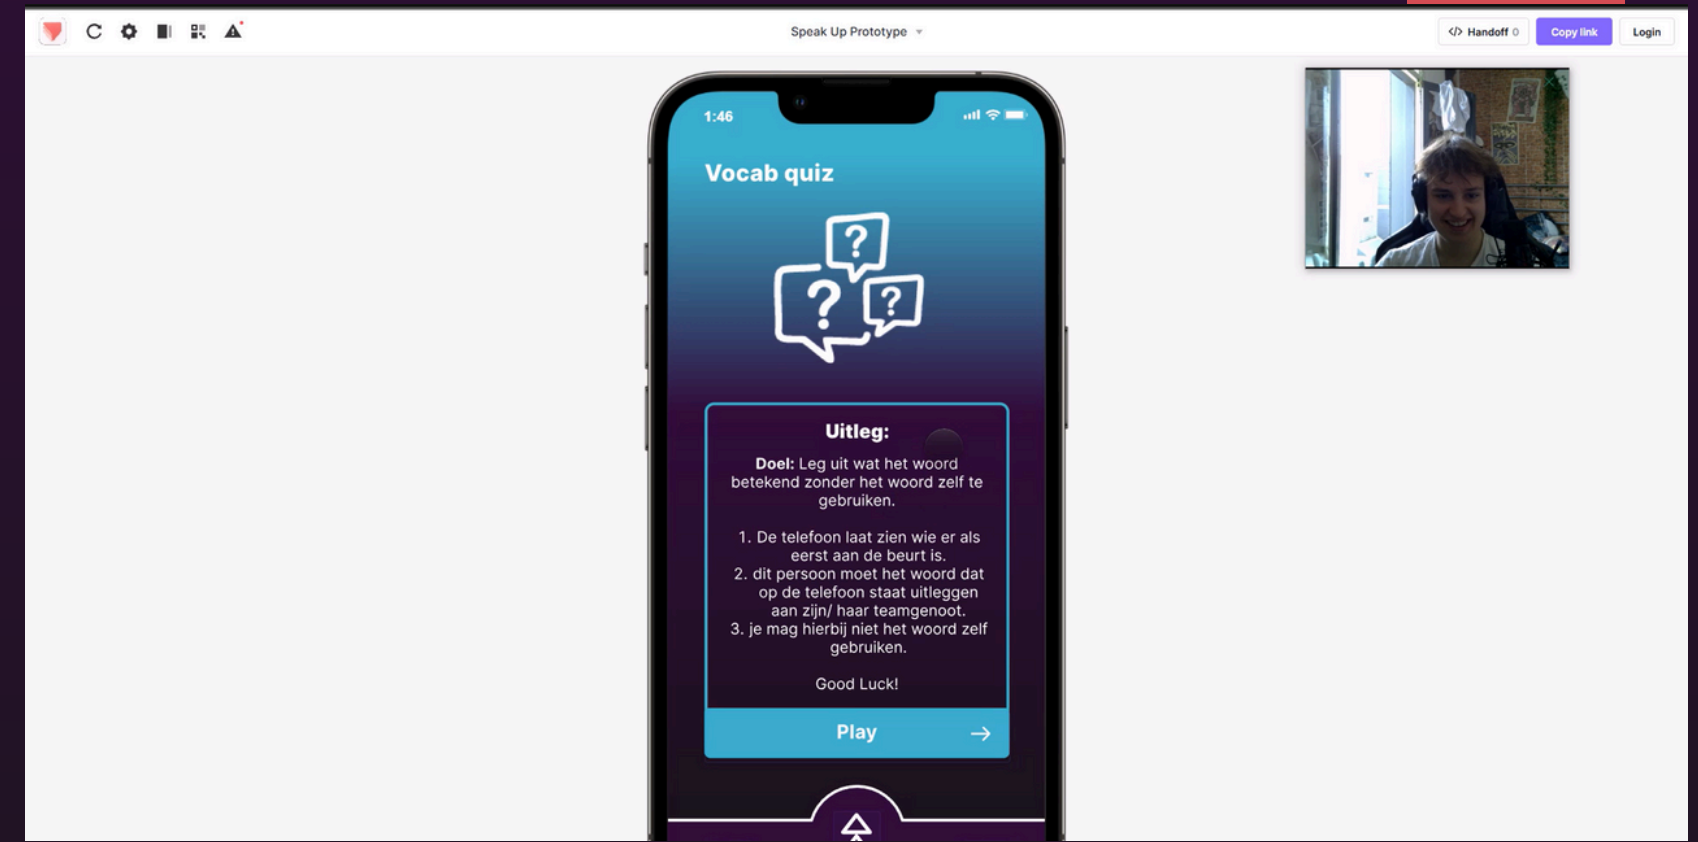 Speak Up Prototype
</> Handoff 0
Copy link
Login
1:46
Vocab quiz
?
? ?
Uitleg:
Doel: Leg uit wat het woord
betekend zonder het woord zelf te
gebruiken.
1. De telefoon laat zien wie er als
eerst aan de beurt is.
2. dit persoon moet het woord dat
op de telefoon staat uitleggen
aan zijn/ haar teamgenoot.
3. je mag hierbij niet het woord zelf
gebruiken.
Good Luck!
Play